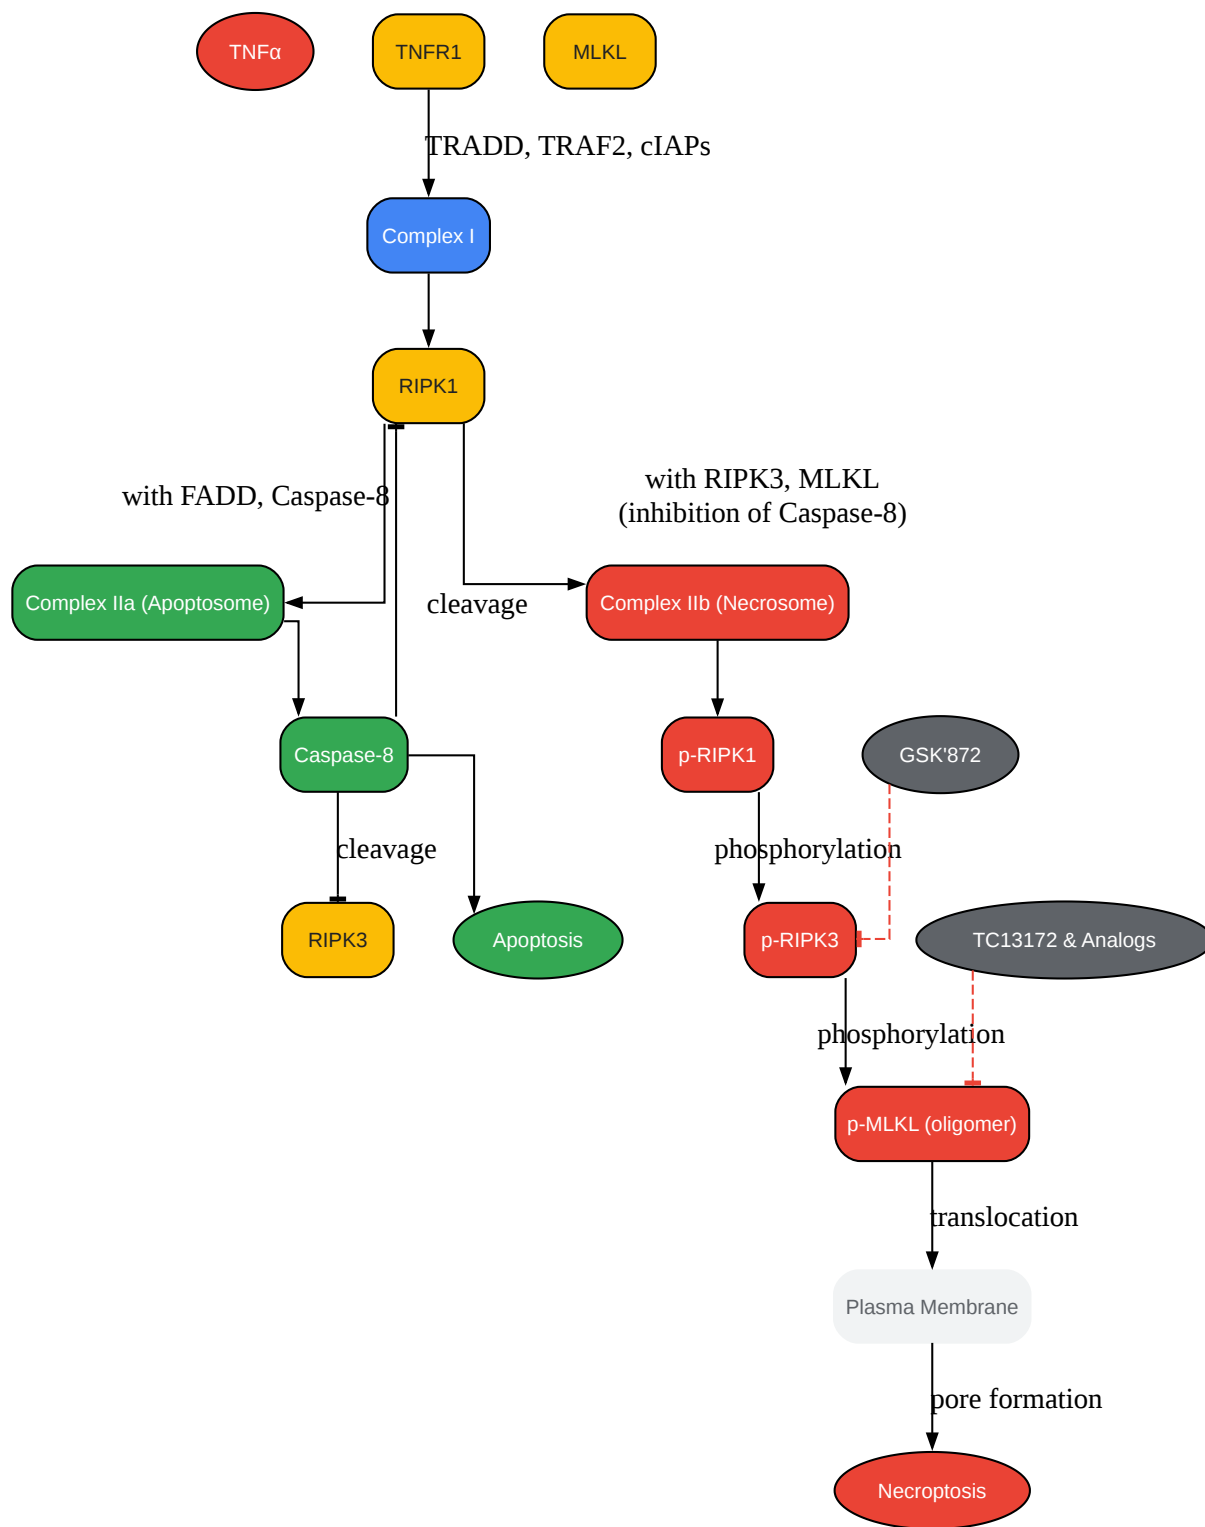 TNFα
TNFR1
MLKL
TRADD, TRAF2, cIAPs
Complex I
RIPK1
with FADD, Caspase-8
with RIPK3, MLKL
(inhibition of Caspase-8)
Complex IIa (Apoptosome)
cleavage
Complex IIb (Necrosome)
Caspase-8
p-RIPK1
GSK'872
cleavage
phosphorylation
RIPK3
Apoptosis
p-RIPK3
TC13172 & Analogs
phosphorylation
p-MLKL (oligomer)
translocation
Plasma Membrane
pore formation
Necroptosis